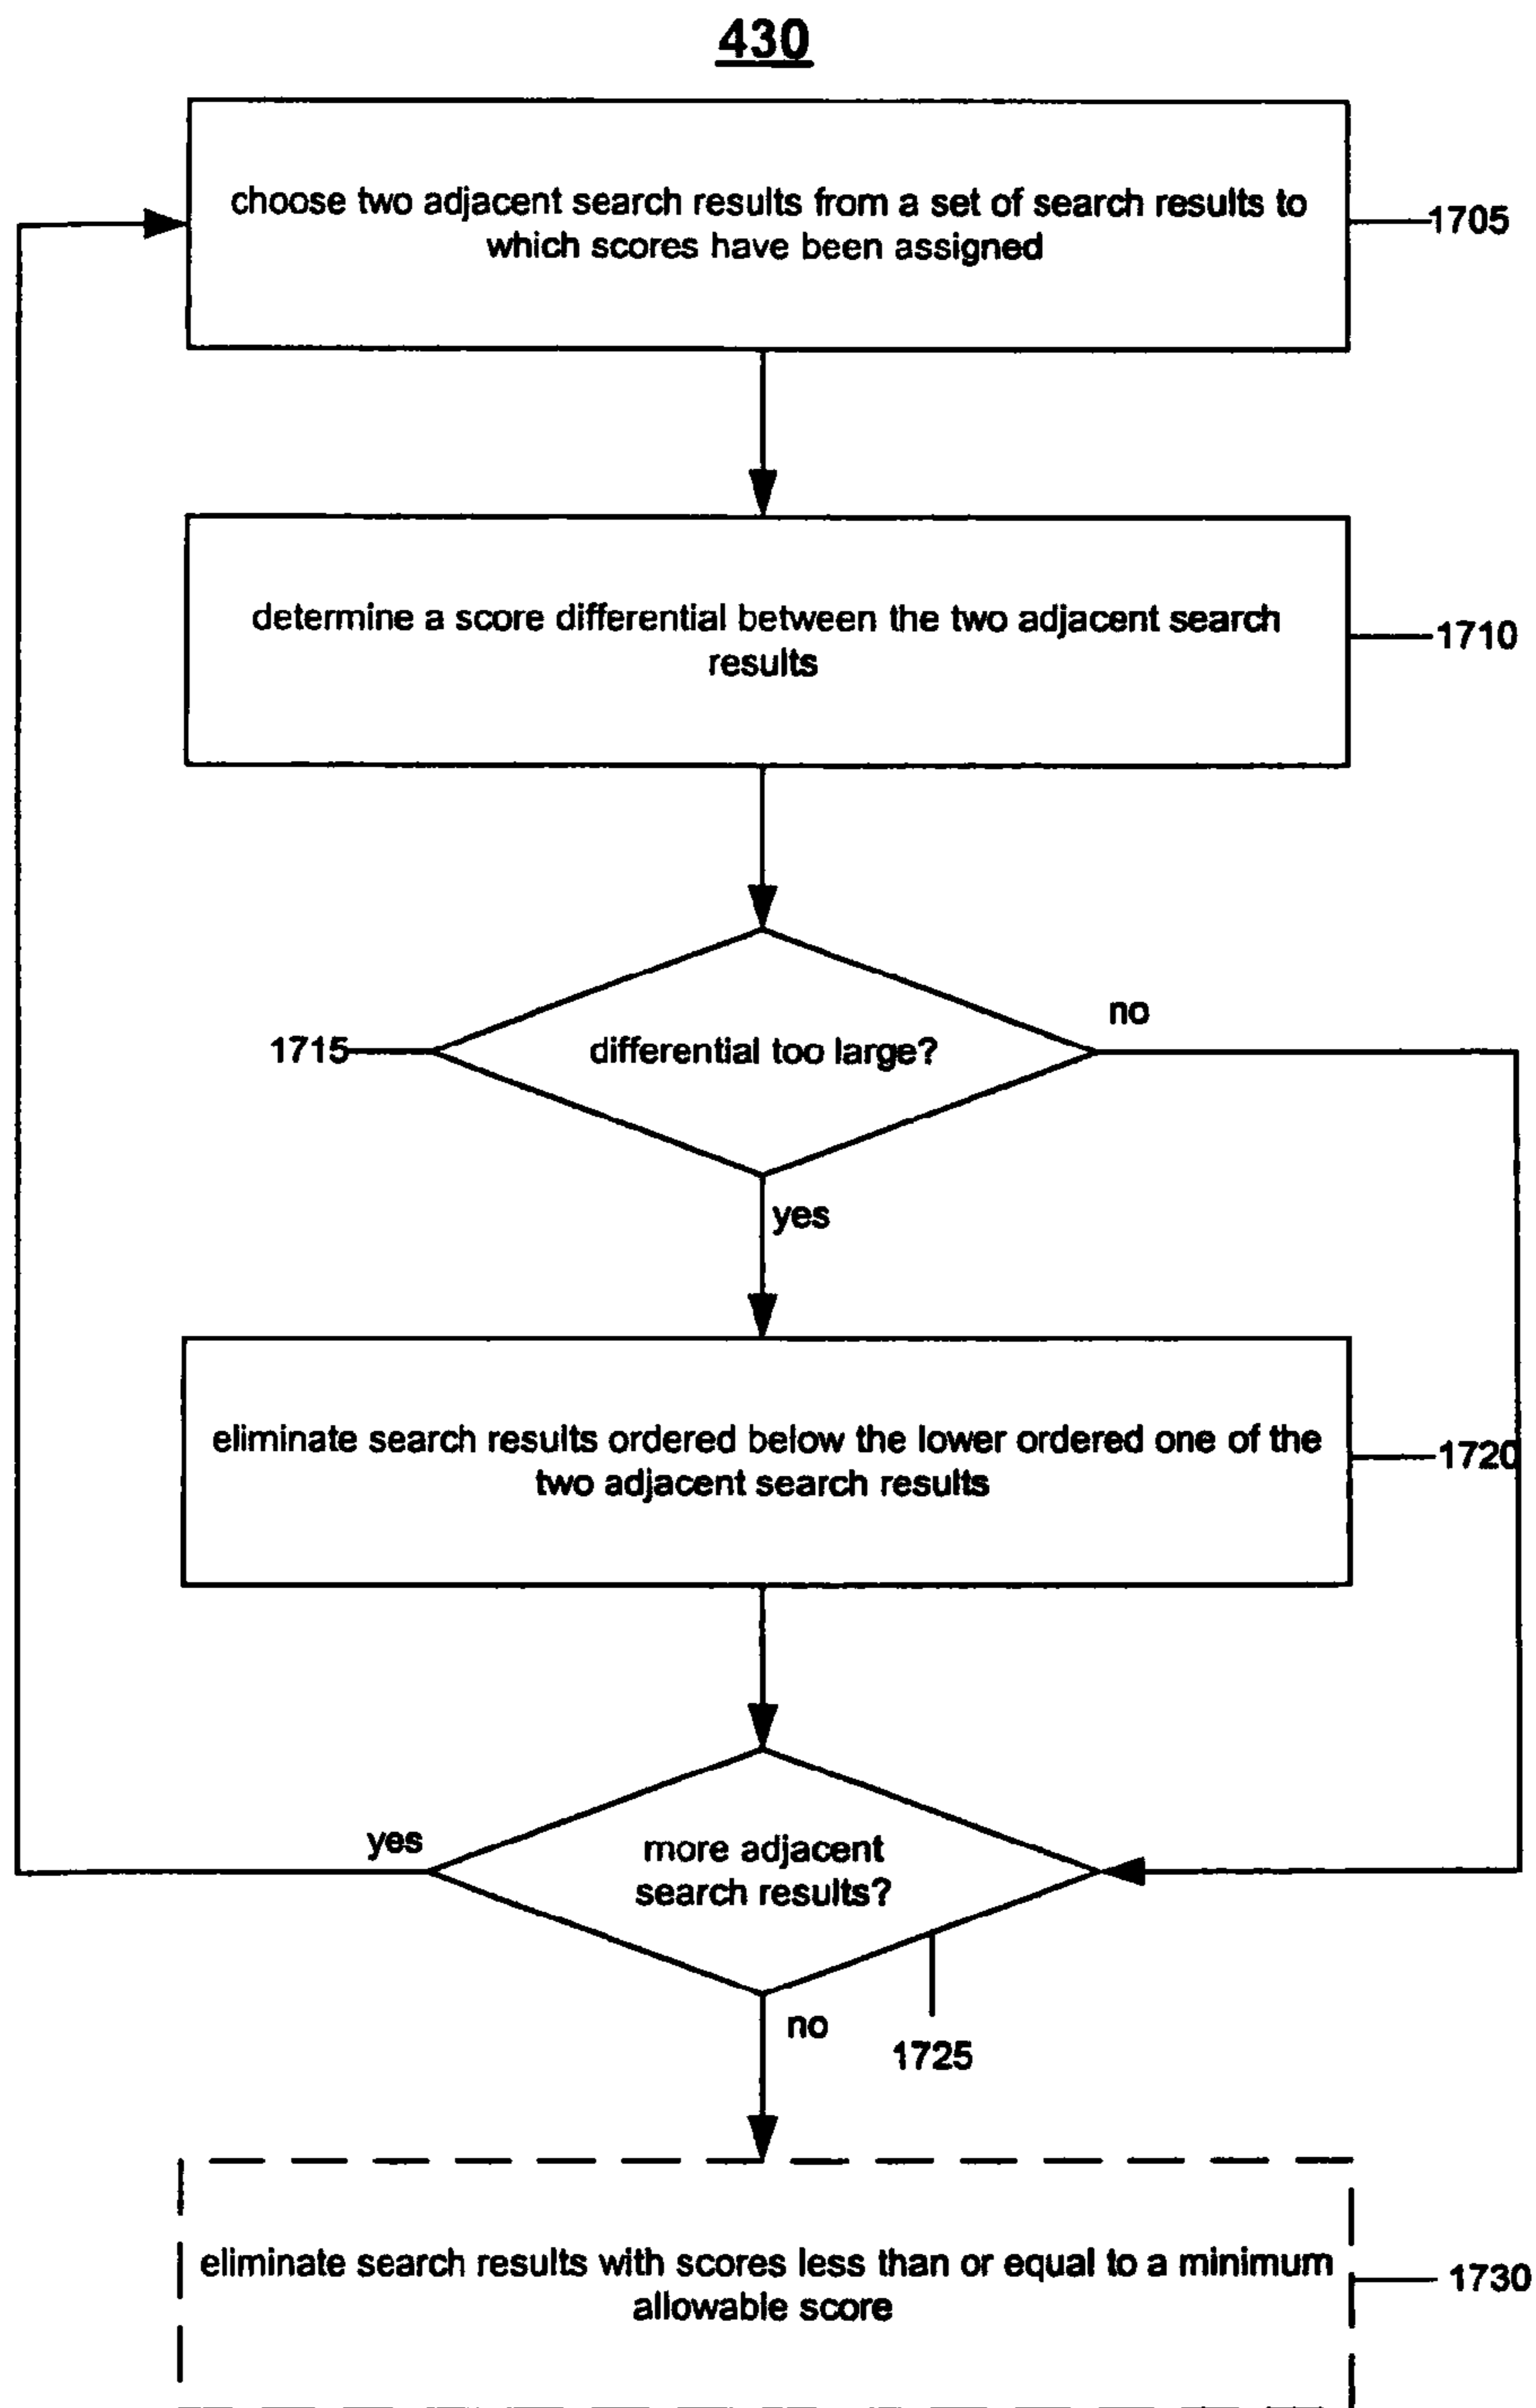 430
choose two adjacent search results from a set of search results to
which scores have been assigned
1705
determine a score differential between the two adjacent search
results
1710
no
1715
differential too large?
yes
eliminate search results ordered below the lower ordered one of the
two adjacent search results
1720
yes
more adjacent
search results?
no
1725
eliminate search results with scores less than or equal to a minimum
allowable score
1730